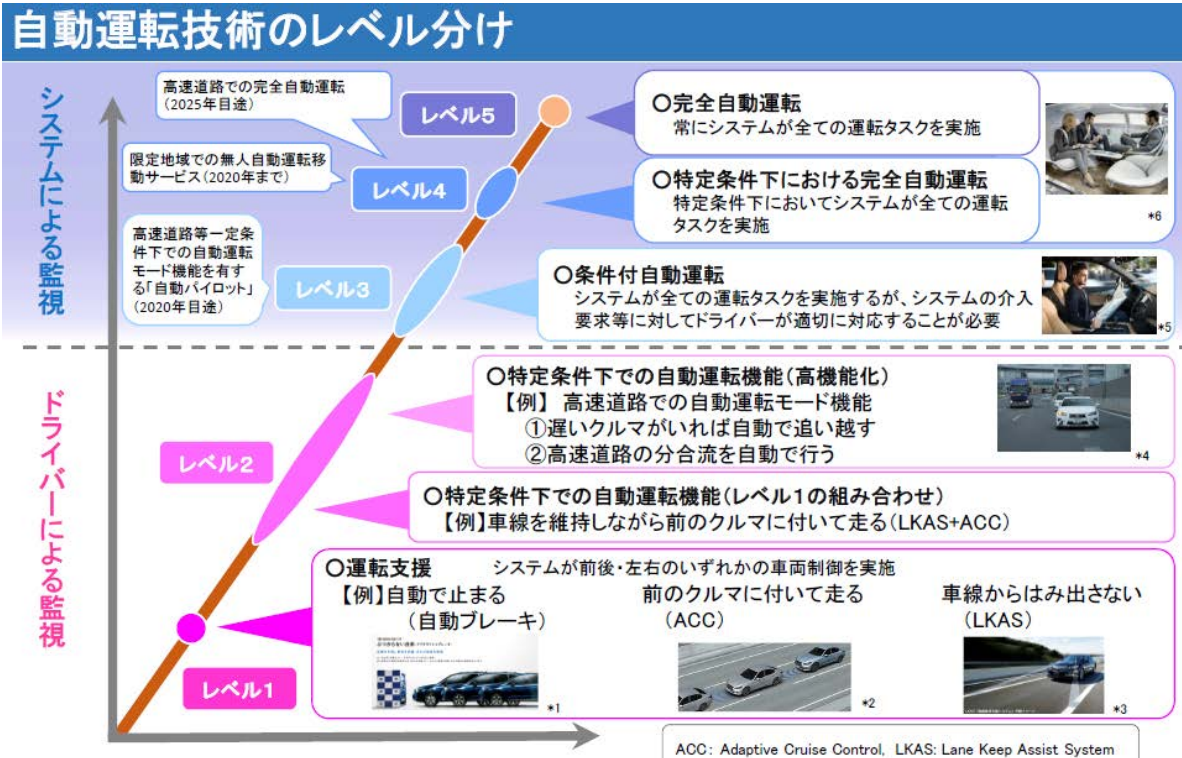 自動運転技術のレベル分け
システムによる監視
ドライバーによる監視
高速道路での完全自動運転
(2025年目途)
レベル5
〇完全自動運転
常にシステムが全ての運転タスクを実施
限定地域での無人自動運転移
動サービス(2020年まで)
レベル4
〇特定条件下における完全自動運転
特定条件下においてシステムが全ての運転
タスクを実施
*6
高速道路等一定条
件下での自動運転
モード機能を有す
る「自動パイロット」
(2020年目途)
レベル3
〇条件付自動運転
システムが全ての運転タスクを実施するが、システムの介入
要求等に対してドライバーが適切に対応することが必要
*5
〇特定条件下での自動運転機能(高機能化)
【例】 高速道路での自動運転モード機能
①遅いクルマがいれば自動で追い越す
②高速道路の分合流を自動で行う
*4
レベル2
〇特定条件下での自動運転機能(レベル1の組み合わせ)
【例】車線を維持しながら前のクルマに付いて走る(LKAS+ACC)
〇運転支援 システムが前後・左右のいずれかの車両制御を実施
【例】自動で止まる
(自動ブレーキ)
*1
前のクルマに付いて走る
(ACC)
*2
車線からはみ出さない
(LKAS)
*3
レベル1
ACC: Adaptive Cruise Control, LKAS: Lane Keep Assist System